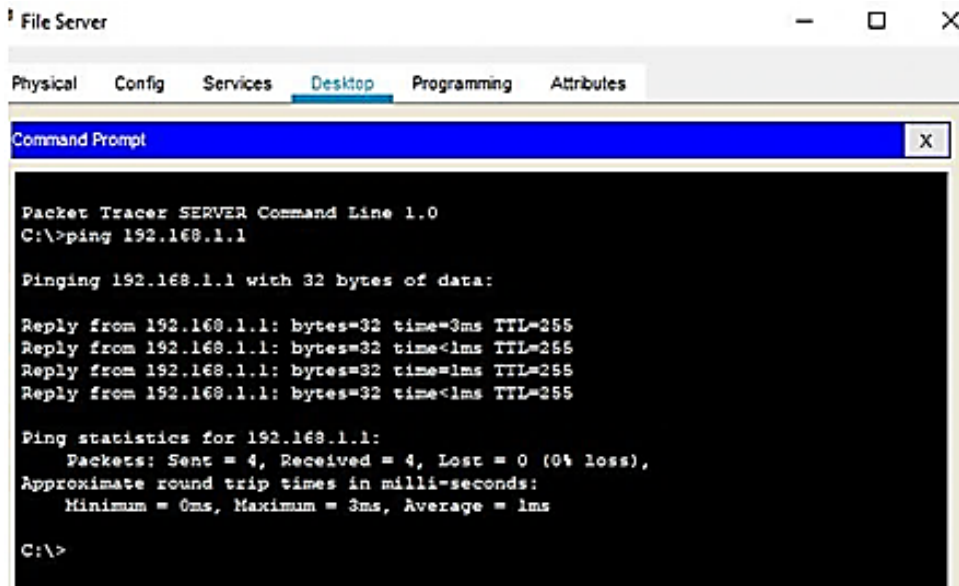 File Server
Physical Config Services Desktop Programming Attributes
Command Prompt X
Packet Tracer SERVER Command Line 1.0
C:\>ping 192.168.1.1
Pinging 192.168.1.1 with 32 bytes of data:
Reply from 192.168.1.1: bytes=32 time=3ms TTL=255
Reply from 192.168.1.1: bytes=32 time<1ms TTL=255
Reply from 192.168.1.1: bytes=32 time=1ms TTL=255
Reply from 192.168.1.1: bytes=32 time<1ms TTL=255
Ping statistics for 192.168.1.1:
Packets: Sent = 4, Received = 4, Lost = 0 (0% loss),
Approximate round trip times in milli-seconds:
Minimum = 0ms, Maximum = 3ms, Average = 1ms
C:\>